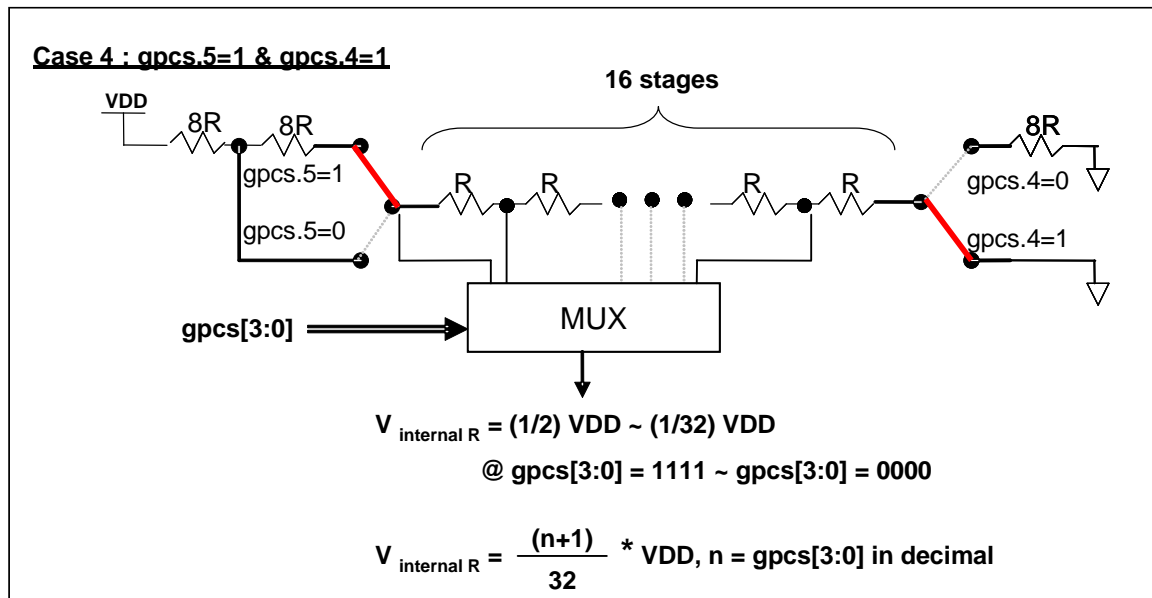 Case 4 : gpcs.5=1 & gpcs.4=1
16 stages
VDD
8R
8R
8R
gpcs.5=1
R
R
R
R
gpcs.4=0
gpcs.5=0
gpcs.4=1
MUX
gpcs[3:0]
V internal R = (1/2) VDD ~ (1/32) VDD
@ gpcs[3:0] = 1111 ~ gpcs[3:0] = 0000
V internal R = (n+1) / 32 * VDD, n = gpcs[3:0] in decimal